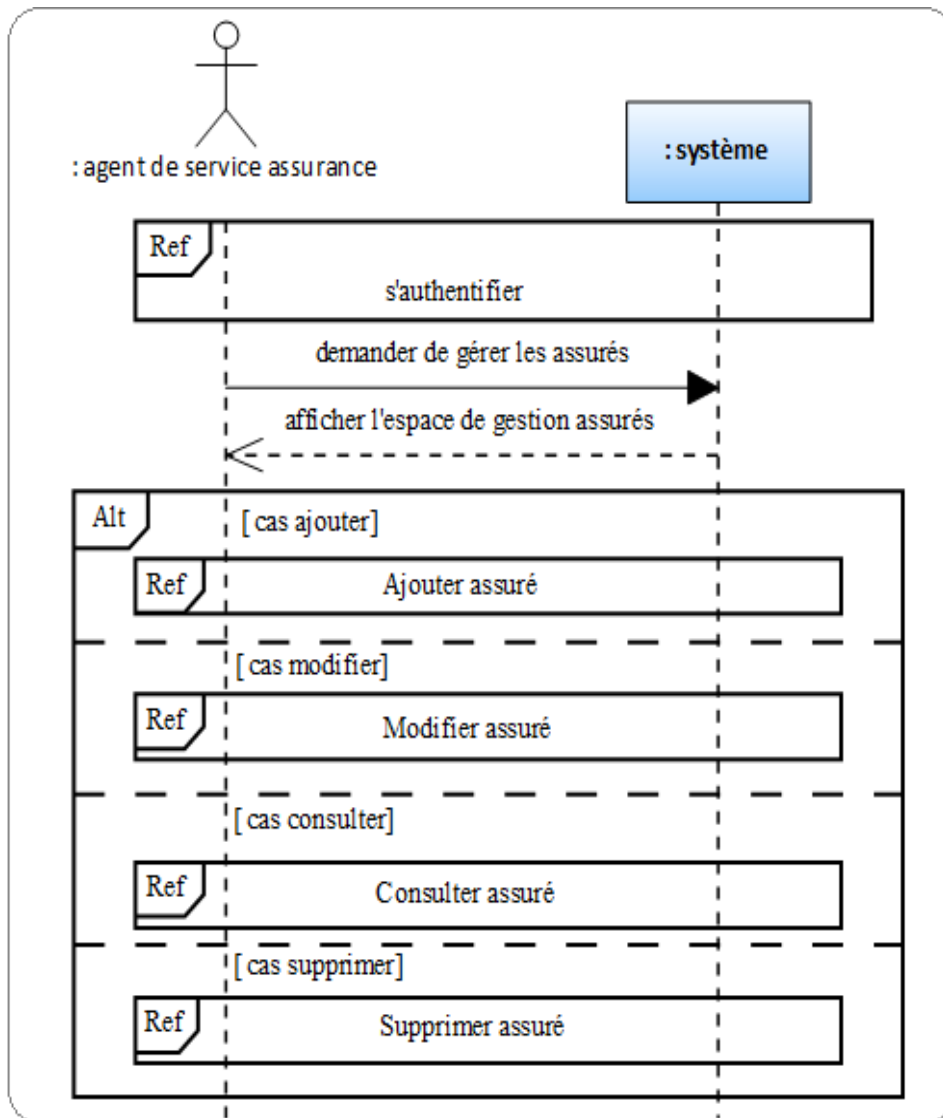 : agent de service assurance
: système
Ref
s'authentifier
demander de gérer les assurés
afficher l'espace de gestion assurés
Alt
[ cas ajouter]
Ref
Ajouter assuré
[ cas modifier]
Ref
Modifier assuré
[ cas consulter]
Ref
Consulter assuré
[ cas supprimer]
Ref
Supprimer assuré